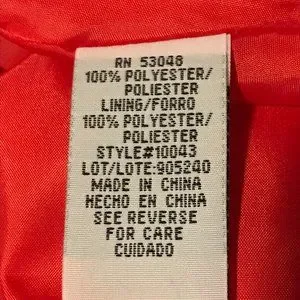 RN 53048
100% POLYESTER/
POLIESTER
LINING/FORRO
100% POLYESTER/
POLIESTER
STYLE#10043
LOT/LOTE:905240
MADE IN CHINA
HECHO EN CHINA
SEE REVERSE
FOR CARE
CUIDADO